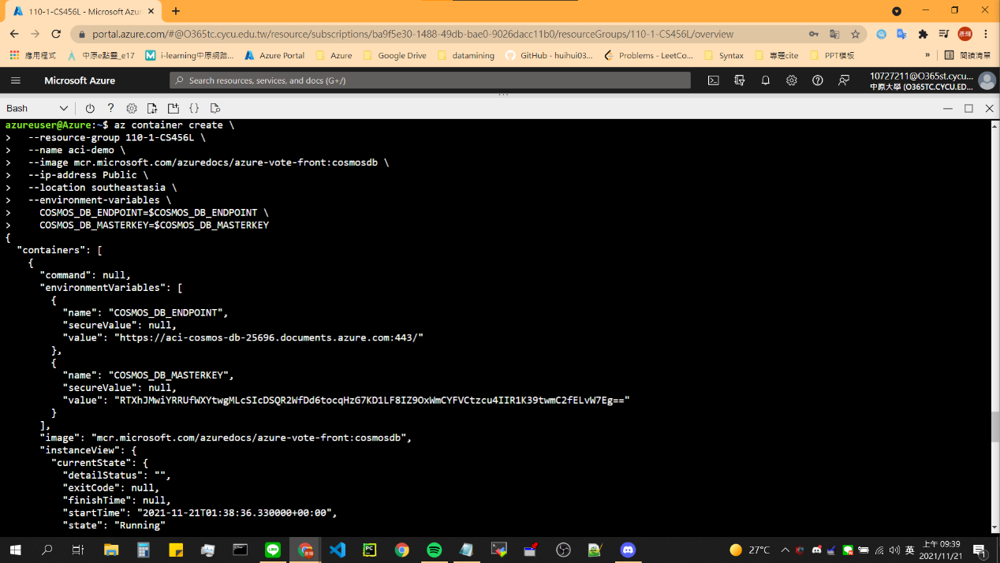 110-1-CS456L - Microsoft Azur
portal.azure.com/#@O365tc.cycu.edu.tw/resource/subscriptions/ba9f5e30-1488-49db-bae0-9026dacc11b0/resourceGroups/110-1-CS456L/overview
應用程式 中原e點靈_e17 i-learning中原網路... Azure Portal Azure Google Drive datamining GitHub - huihui03... Problems - LeetCo... Syntax 專題cite PPT模板 » 閱讀清單
Microsoft Azure Search resources, services, and docs (G+/) 10727211@O365st.cycu...
中原大學 (O365TC.CYCU.ED...
Bash
azureuser@Azure:~$ az container create \
> --resource-group 110-1-CS456L \
> --name aci-demo \
> --image mcr.microsoft.com/azuredocs/azure-vote-front:cosmosdb \
> --ip-address Public \
> --location southeastasia \
> --environment-variables \
> COSMOS_DB_ENDPOINT=$COSMOS_DB_ENDPOINT \
> COSMOS_DB_MASTERKEY=$COSMOS_DB_MASTERKEY
{
"containers": [
{
"command": null,
"environmentVariables": [
{
"name": "COSMOS_DB_ENDPOINT",
"secureValue": null,
"value": "https://aci-cosmos-db-25696.documents.azure.com:443/"
},
{
"name": "COSMOS_DB_MASTERKEY",
"secureValue": null,
"value": "RTXhJMwiYRRUfWXYtwgMLcSIcDSQR2WfDd6tocqHzG7KD1LF8IZ9OxWmCYFVCtzcu4IIR1K39twmC2fELvW7Eg=="
}
],
"image": "mcr.microsoft.com/azuredocs/azure-vote-front:cosmosdb",
"instanceView": {
"currentState": {
"detailStatus": "",
"exitCode": null,
"finishTime": null,
"startTime": "2021-11-21T01:38:36.330000+00:00",
"state": "Running"
27°C 英 上午 09:39
2021/11/21